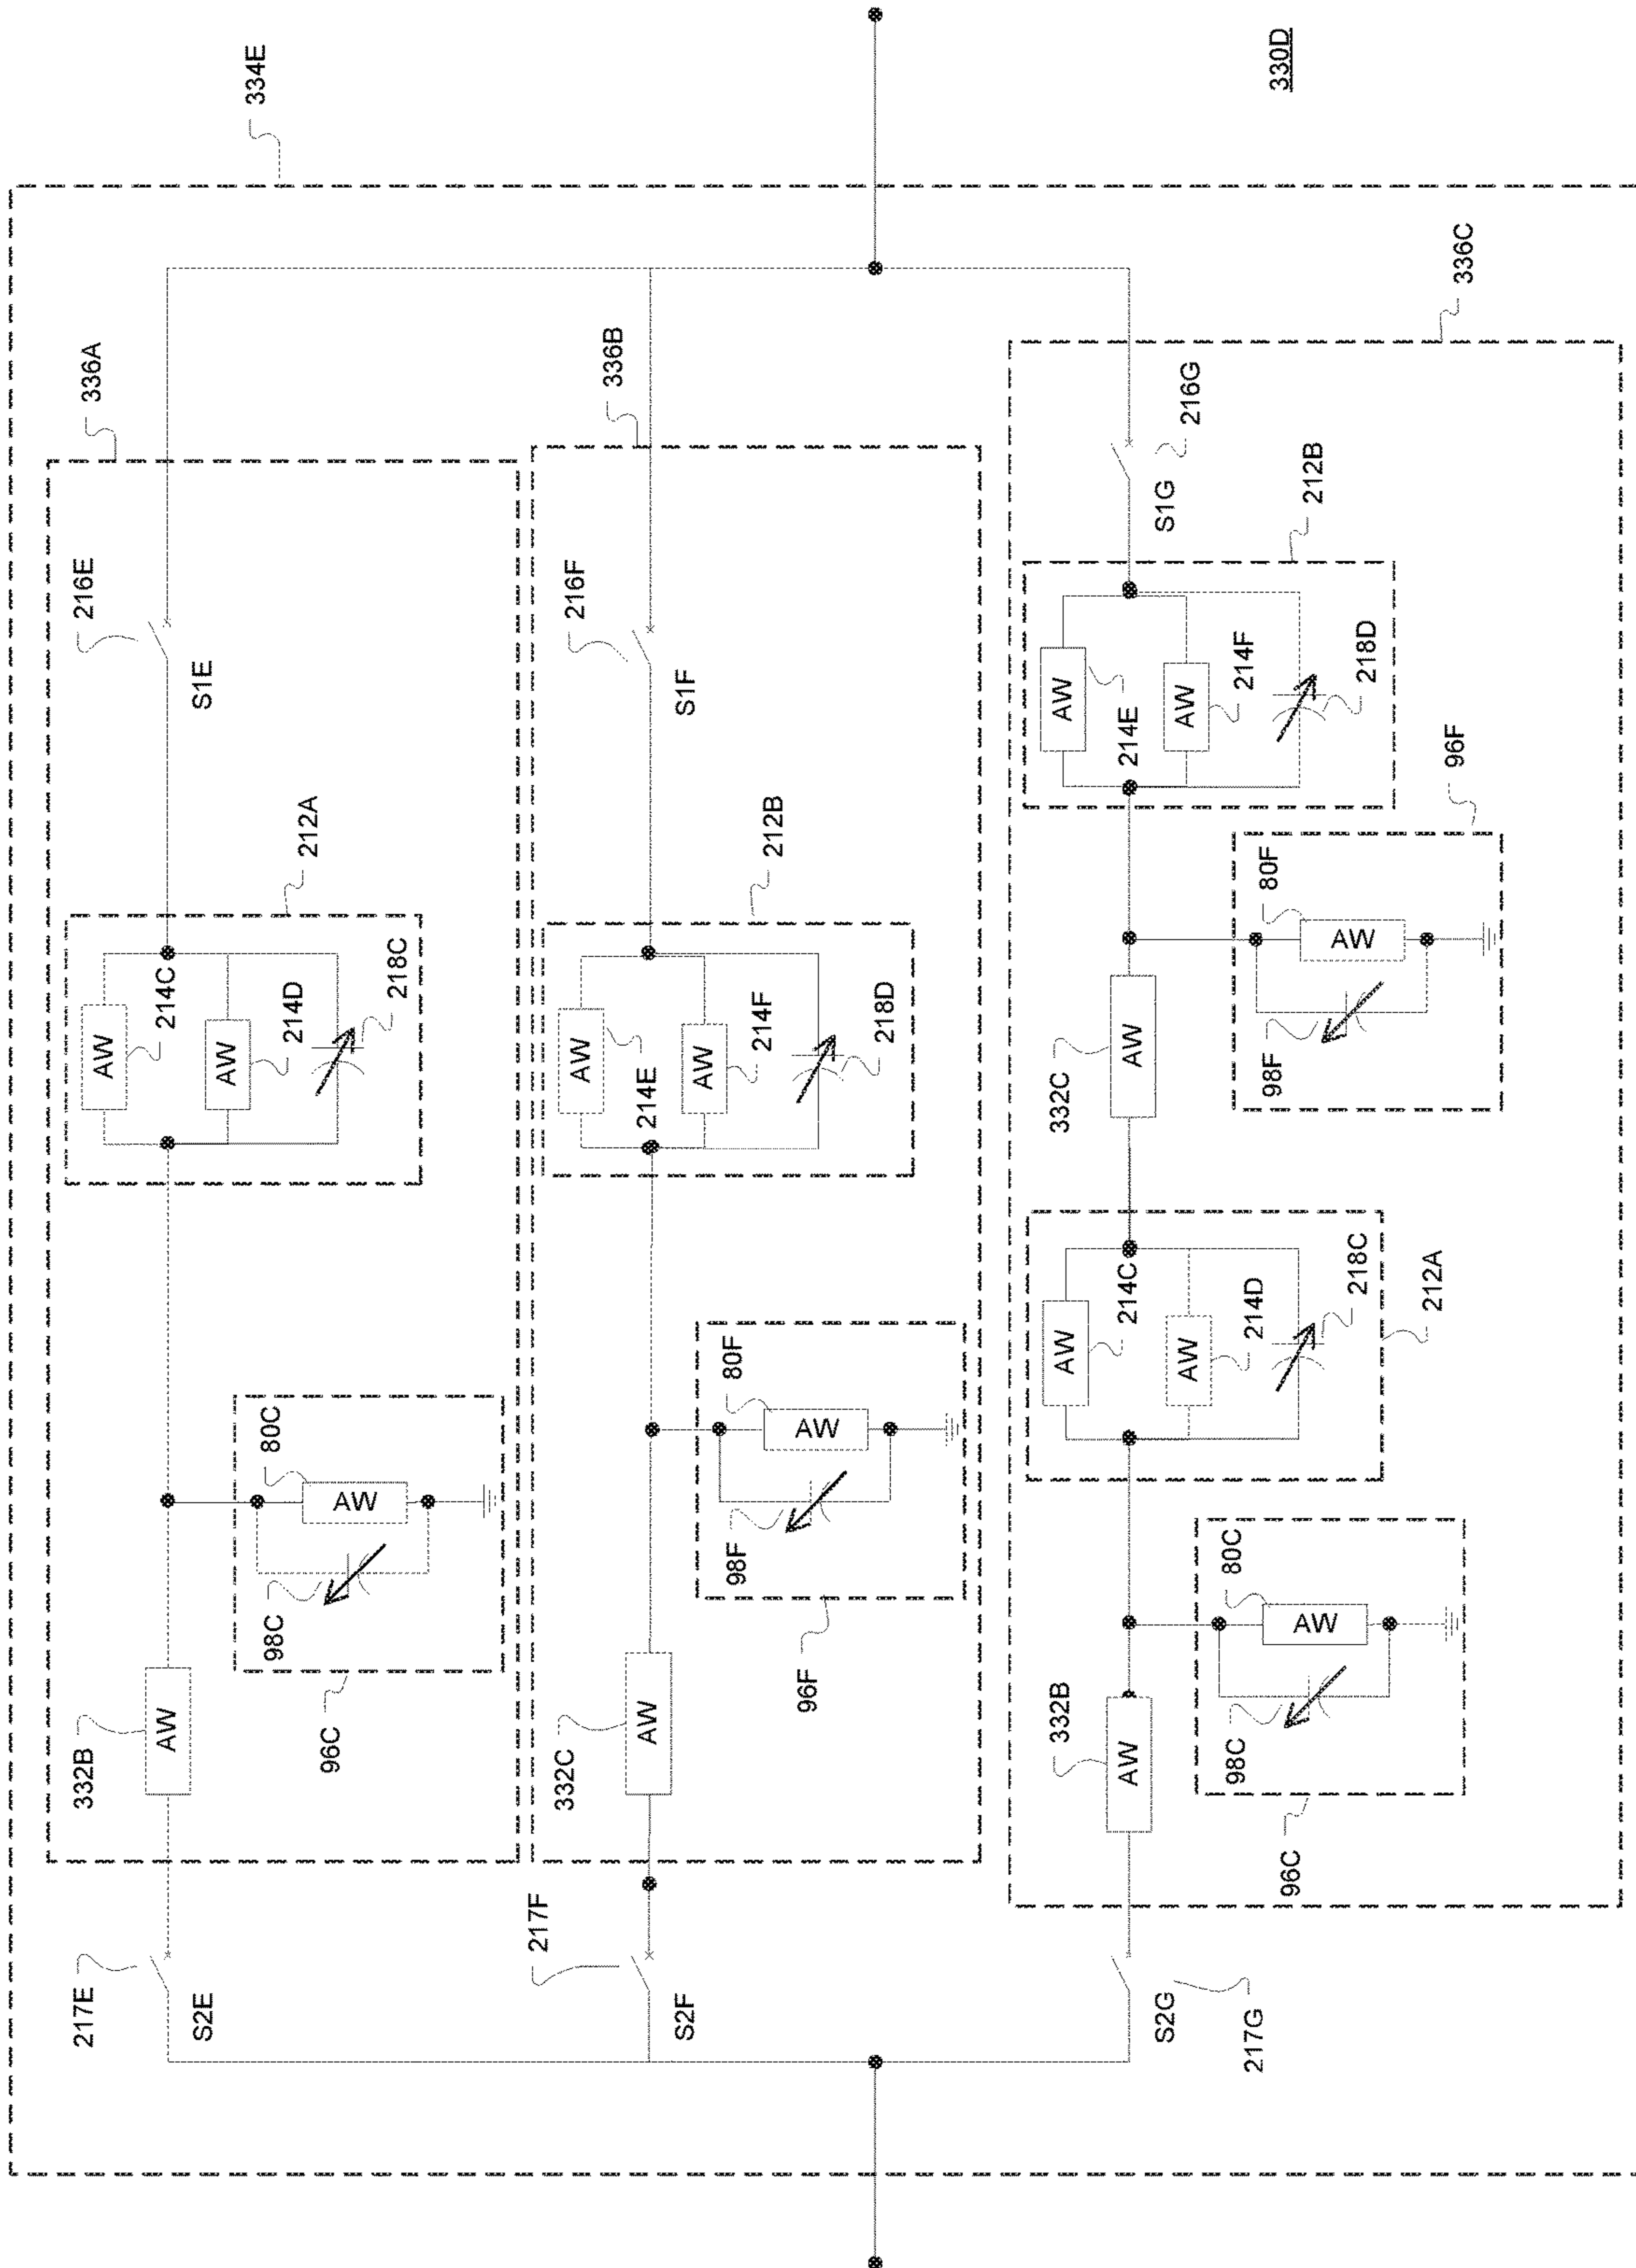 330D
334E
336A
217E
S2E
332B
AW
98C
80C
AW
96C
AW
214C
AW
214D
218C
212A
S1E
216E
336B
217F
S2F
332C
AW
98F
80F
AW
96F
AW
214E
AW
214F
218D
212B
S1F
216F
336C
S2G
217G
332B
AW
98C
80C
AW
96C
AW
214C
AW
214D
218C
212A
332C
AW
98F
80F
AW
96F
AW
214E
AW
214F
218D
212B
S1G
216G